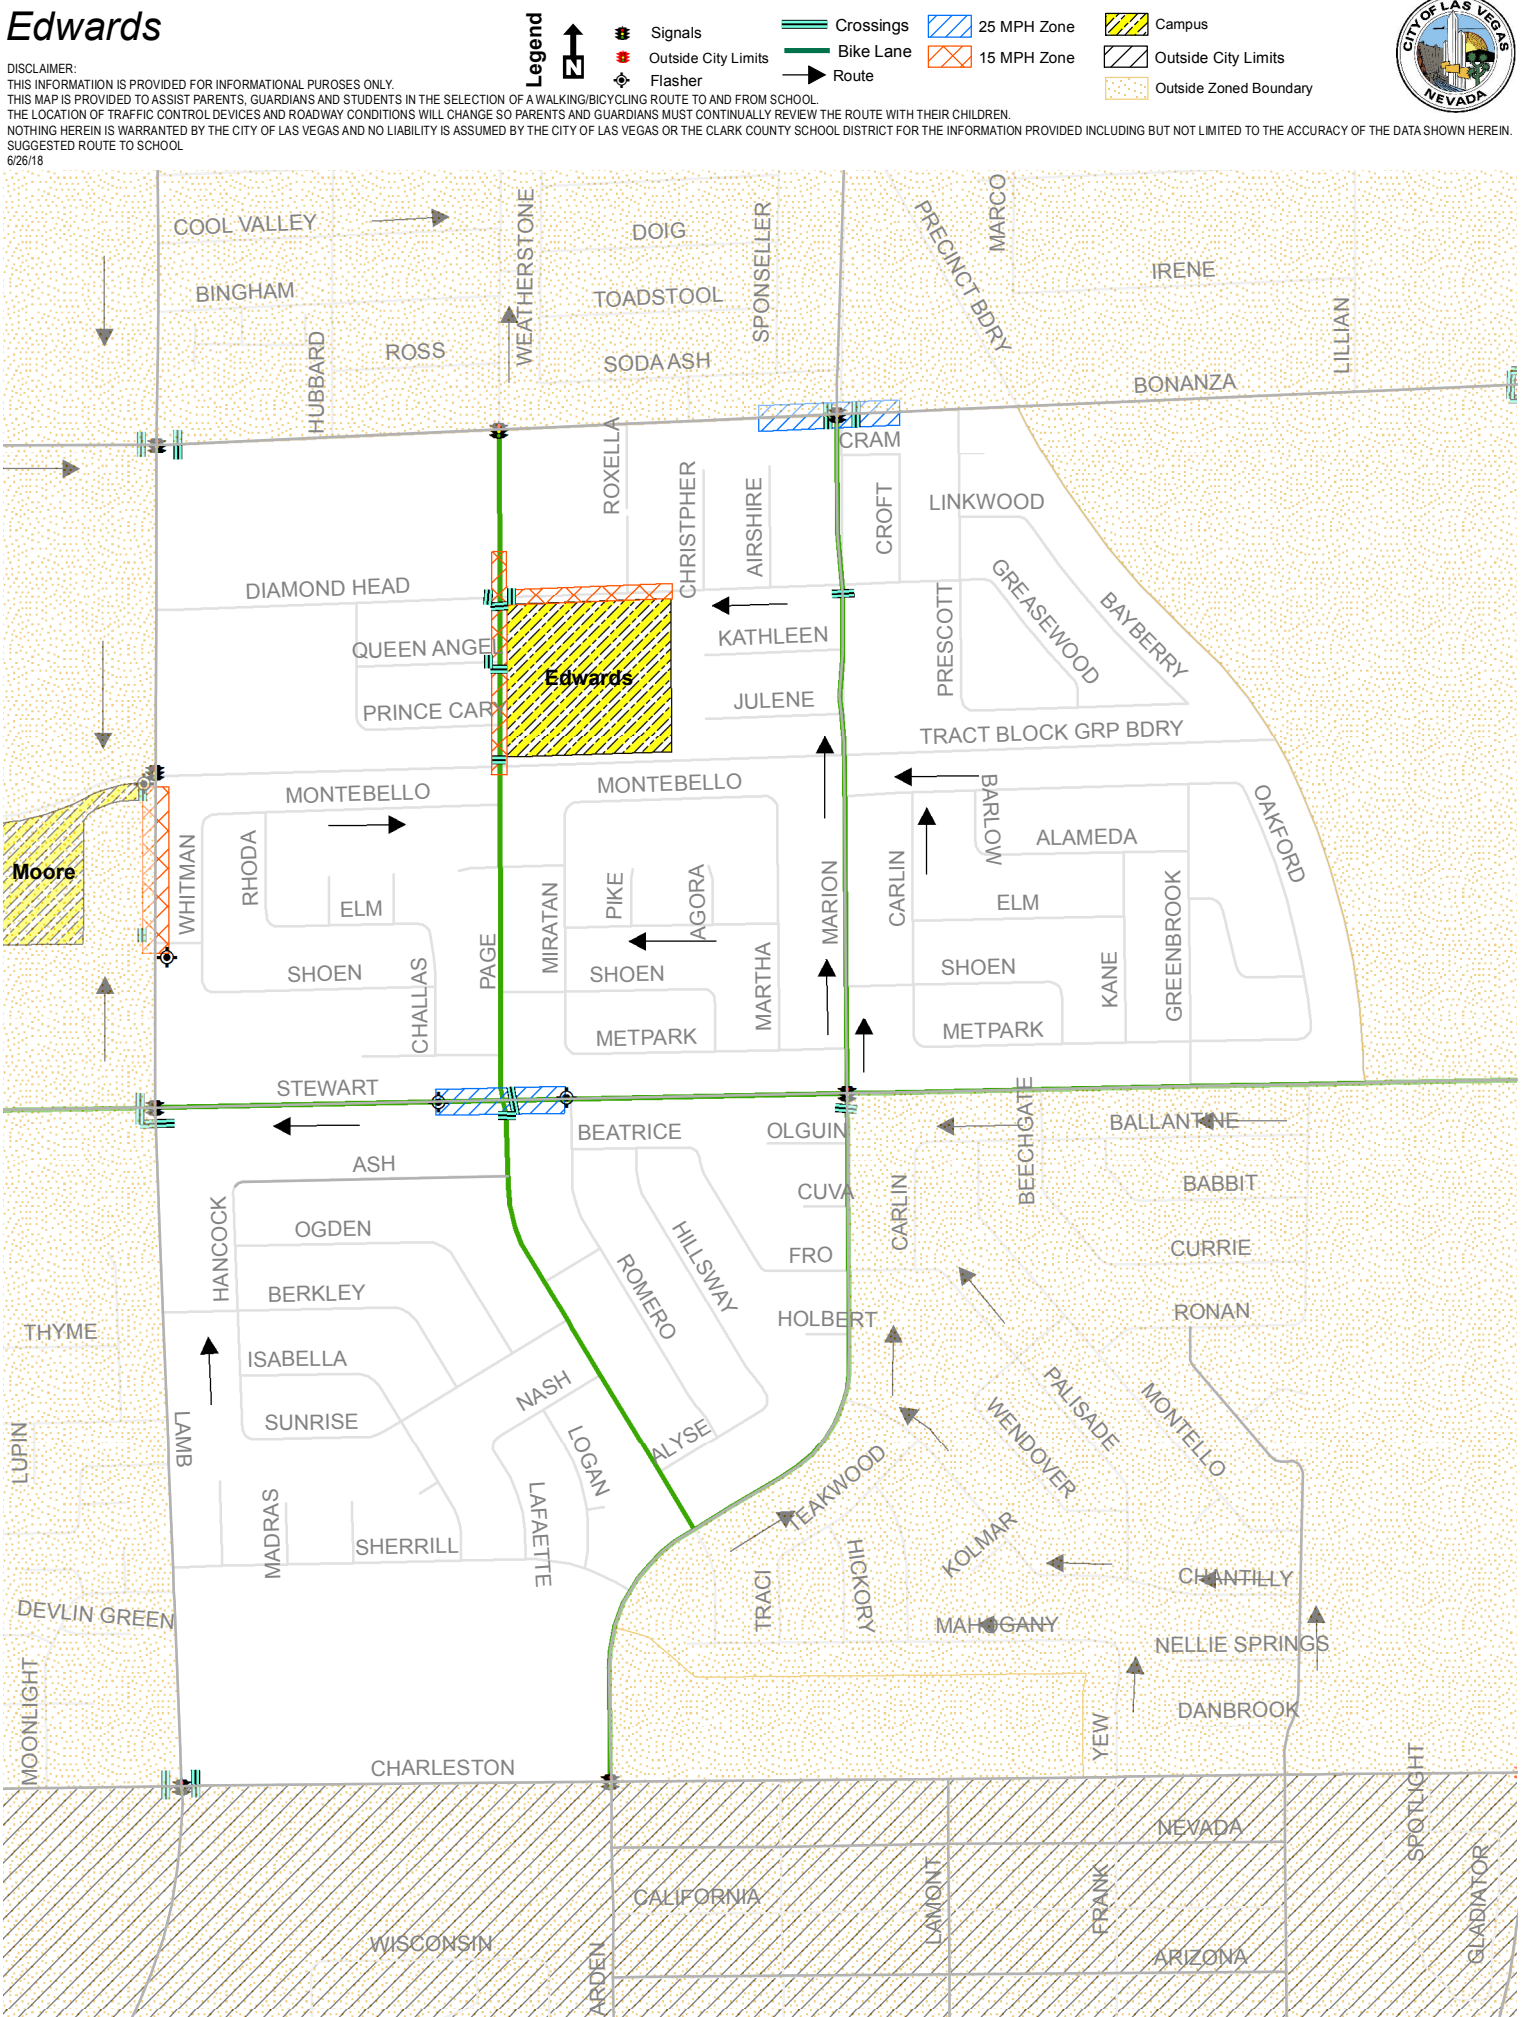 Edwards
DISCLAIMER:
THIS INFORMATION IS PROVIDED FOR INFORMATIONAL PUROSES ONLY.
THIS MAP IS PROVIDED TO ASSIST PARENTS, GUARDIANS AND STUDENTS IN THE SELECTION OF A WALKING/BICYCLING ROUTE TO AND FROM SCHOOL.
THE LOCATION OF TRAFFIC CONTROL DEVICES AND ROADWAY CONDITIONS WILL CHANGE SO PARENTS AND GUARDIANS MUST CONTINUALLY REVIEW THE ROUTE WITH THEIR CHILDREN.
NOTHING HEREIN IS WARRANTED BY THE CITY OF LAS VEGAS AND NO LIABILITY IS ASSUMED BY THE CITY OF LAS VEGAS OR THE CLARK COUNTY SCHOOL DISTRICT FOR THE INFORMATION PROVIDED INCLUDING BUT NOT LIMITED TO THE ACCURACY OF THE DATA SHOWN HEREIN.
SUGGESTED ROUTE TO SCHOOL
6/26/18
Legend
N
Signals
Outside City Limits
Flasher
Crossings
Bike Lane
Route
25 MPH Zone
15 MPH Zone
Campus
Outside City Limits
Outside Zoned Boundary
CITY OF LAS VEGAS
NEVADA
COOL VALLEY
BINGHAM
HUBBARD
ROSS
WEATHERSTONE
DOIG
TOADSTOOL
SODA ASH
SPONSELLER
PRECINCT BDRY
MARCO
IRENE
LILLIAN
BONANZA
ROXELLA
CHRISTPHER
AIRSHIRE
CRAM
CROFT
LINKWOOD
GREASEWOOD
BAYBERRY
PRESCOTT
DIAMOND HEAD
QUEEN ANGEL
PRINCE CARY
Edwards
KATHLEEN
JULENE
TRACT BLOCK GRP BDRY
MONTEBELLO
MONTEBELLO
Moore
WHITMAN
RHODA
ELM
SHOEN
CHALLAS
PAGE
MIRATAN
PIKE
AGORA
SHOEN
METPARK
MARTHA
MARION
CARLIN
BARLOW
ALAMEDA
ELM
SHOEN
METPARK
KANE
GREENBROOK
OAKFORD
STEWART
ASH
HANCOCK
OGDEN
BERKLEY
ISABELLA
SUNRISE
BEATRICE
OLGUIN
CUVA
FRO
HOLBERT
HILLSWAY
ROMERO
NASH
LOGAN
ALYSE
LAFAETTE
CARLIN
BEECHGATE
BALLANTINE
BABBIT
CURRIE
RONAN
THYME
LUPIN
LAMB
MADRAS
SHERRILL
DEVLIN GREEN
MOONLIGHT
TEAKWOOD
WENDOVER
PALISADE
MONTELLO
KOLMAR
HICKORY
TRACI
MAHOGANY
CHANTILLY
NELLIE SPRINGS
DANBROOK
YEW
CHARLESTON
SPOTLIGHT
NEVADA
CALIFORNIA
LAMONT
FRANK
GLADIATOR
WISCONSIN
ARDEN
ARIZONA